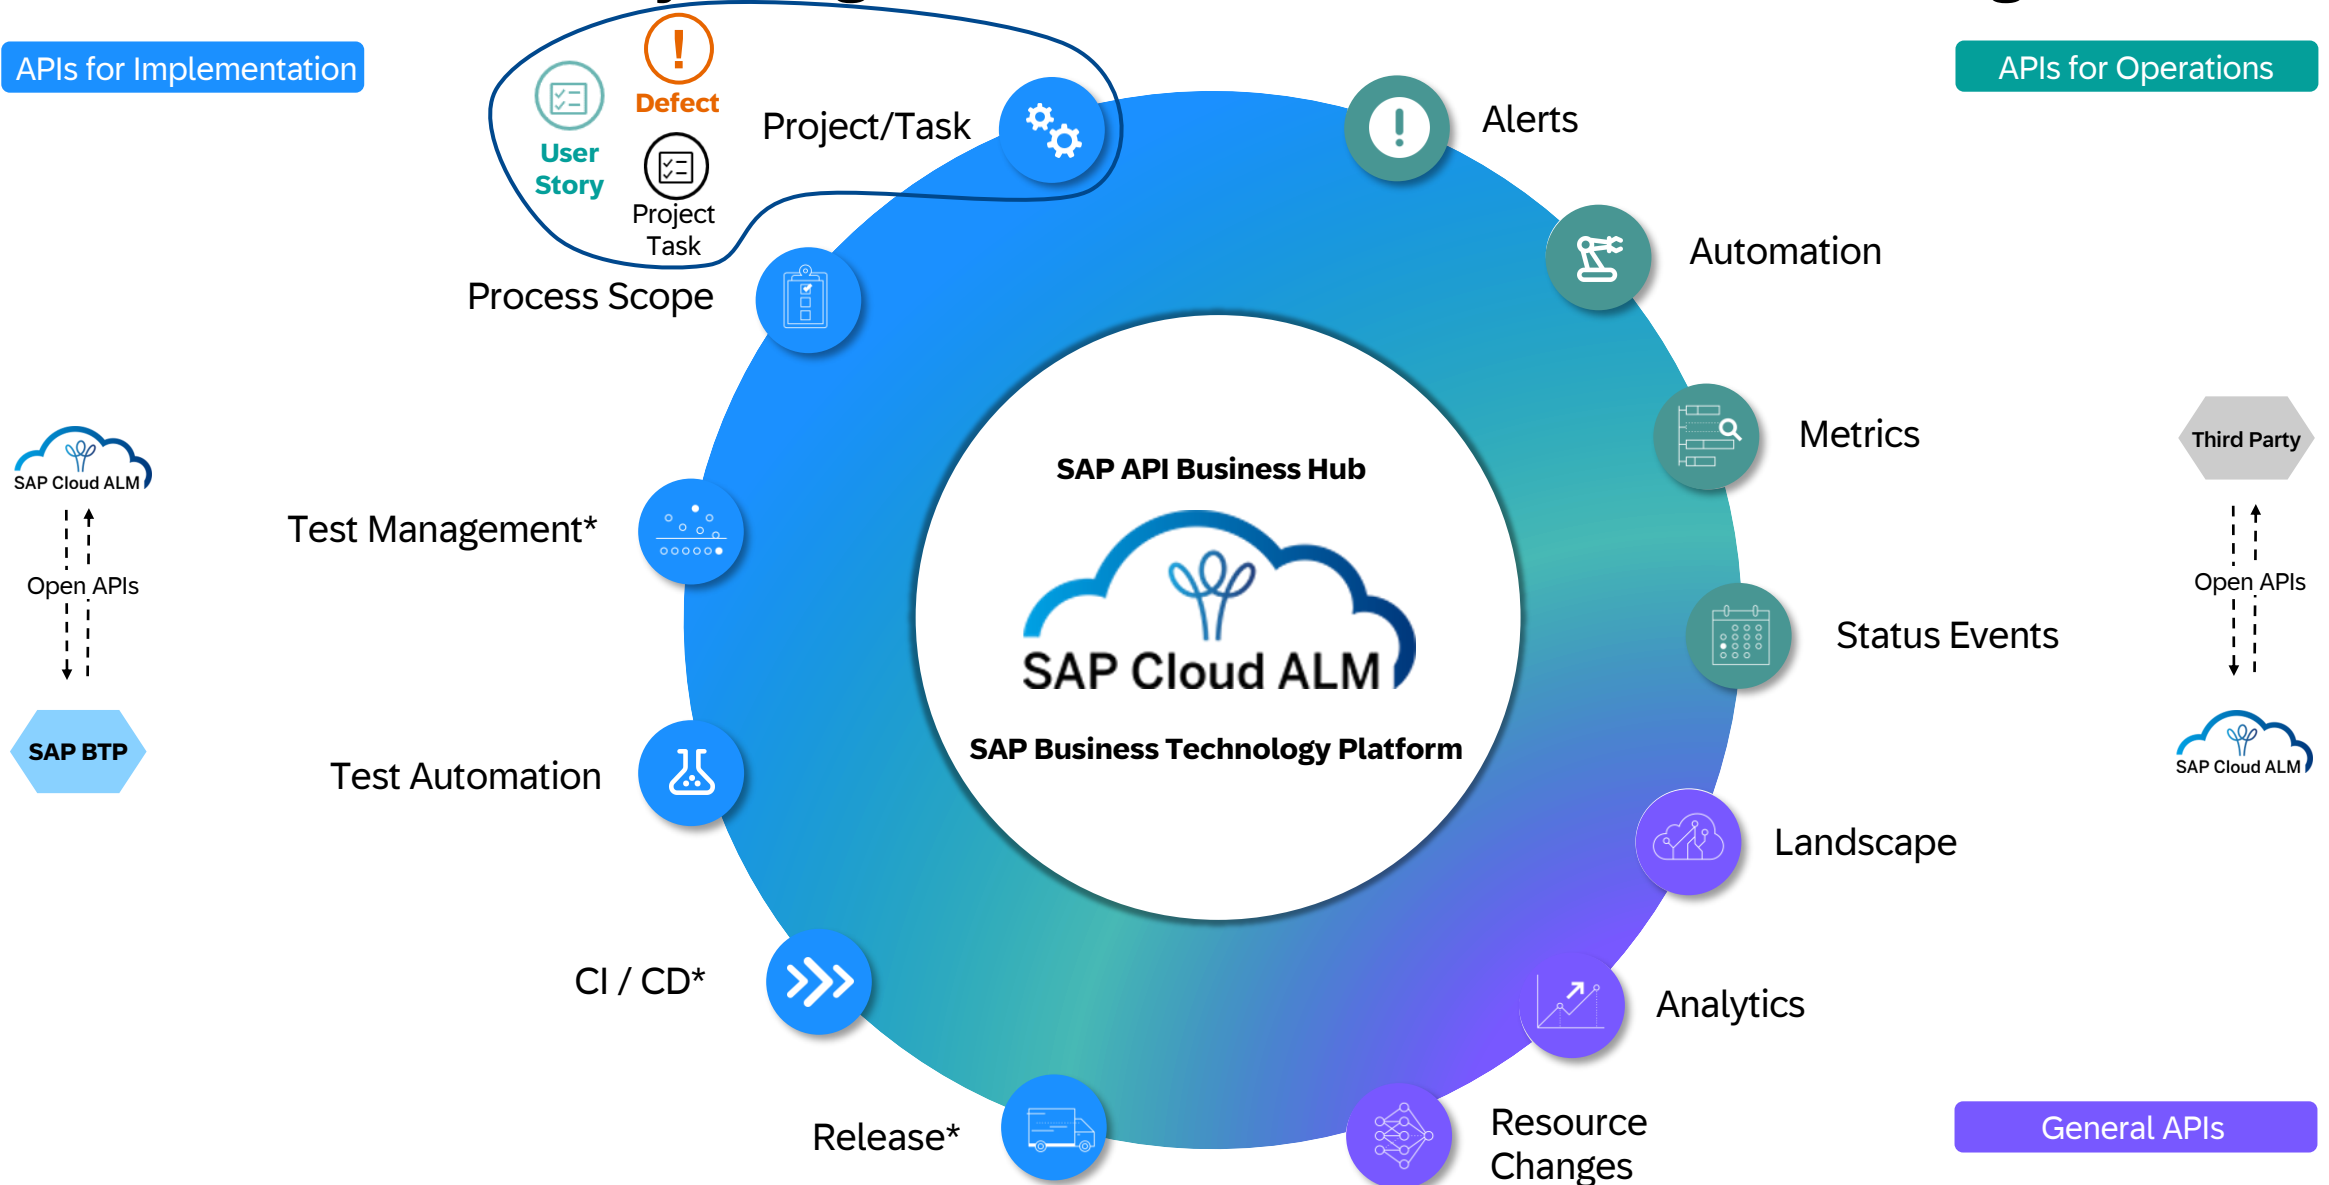 APIs for Implementation
APIs for Operations
!
Defect
User
Story
Project
Task
Project/Task
Alerts
Automation
Process Scope
Metrics
Third Party
SAP Cloud ALM
SAP API Business Hub
Test Management*
Open APIs
Open APIs
SAP Cloud ALM
Status Events
SAP BTP
SAP Business Technology Platform
SAP Cloud ALM
Test Automation
Landscape
CI / CD*
Analytics
Release*
Resource
Changes
General APIs